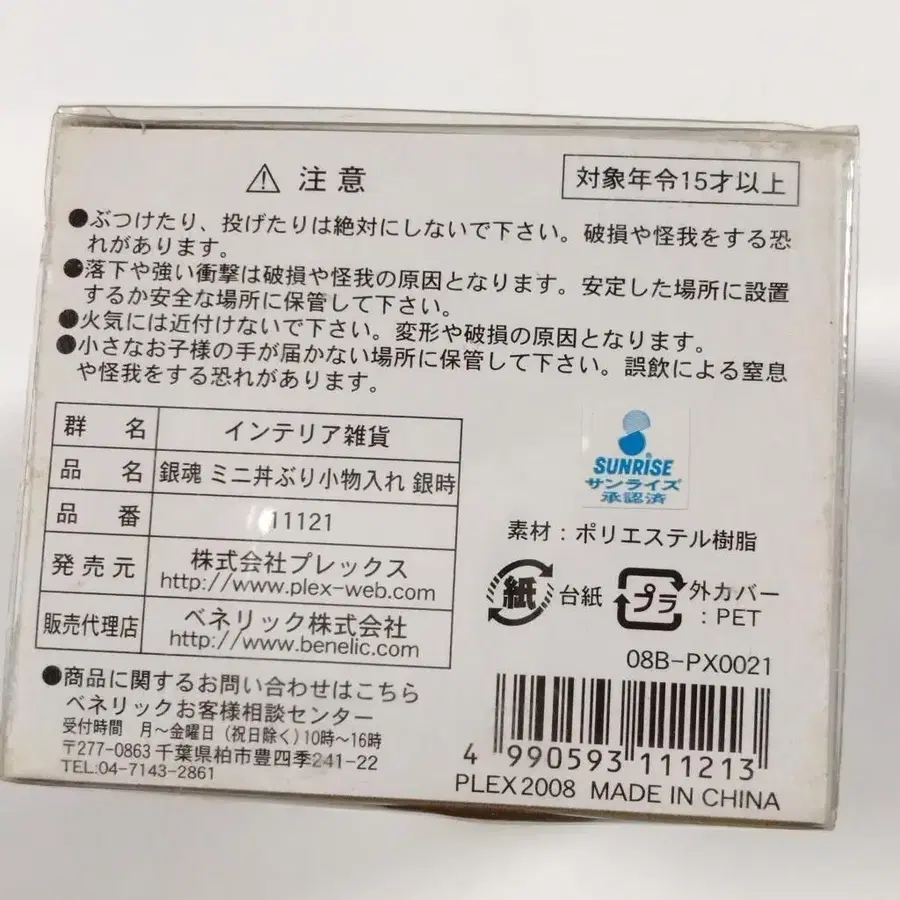 ⚠ 注意
対象年令15才以上
●ぶつけたり、投げたりは絶対にしないで下さい。破損や怪我をする恐
れがあります。
●落下や強い衝撃は破損や怪我の原因となります。安定した場所に設置
するか安全な場所に保管して下さい。
●火気には近付けないで下さい。変形や破損の原因となります。
●小さなお子様の手が届かない場所に保管して下さい。誤飲による窒息
や怪我をする恐れがあります。
群名 インテリア雑貨
品名 銀魂 ミニ丼ぶり小物入れ 銀時
品番 11121
発売元 株式会社プレックス
http://www.plex-web.com
販売代理店 ベネリック株式会社
http://www.benelic.com
SUNRISE
サンライズ
承認済
素材：ポリエステル樹脂
紙 台紙 プラ 外カバー
：PET
08B-PX0021
●商品に関するお問い合わせはこちら
ベネリックお客様相談センター
受付時間 月～金曜日(祝日除く)10時～16時
〒277-0863 千葉県柏市豊四季241-22
TEL:04-7143-2861
4 990593 111213
PLEX2008 MADE IN CHINA